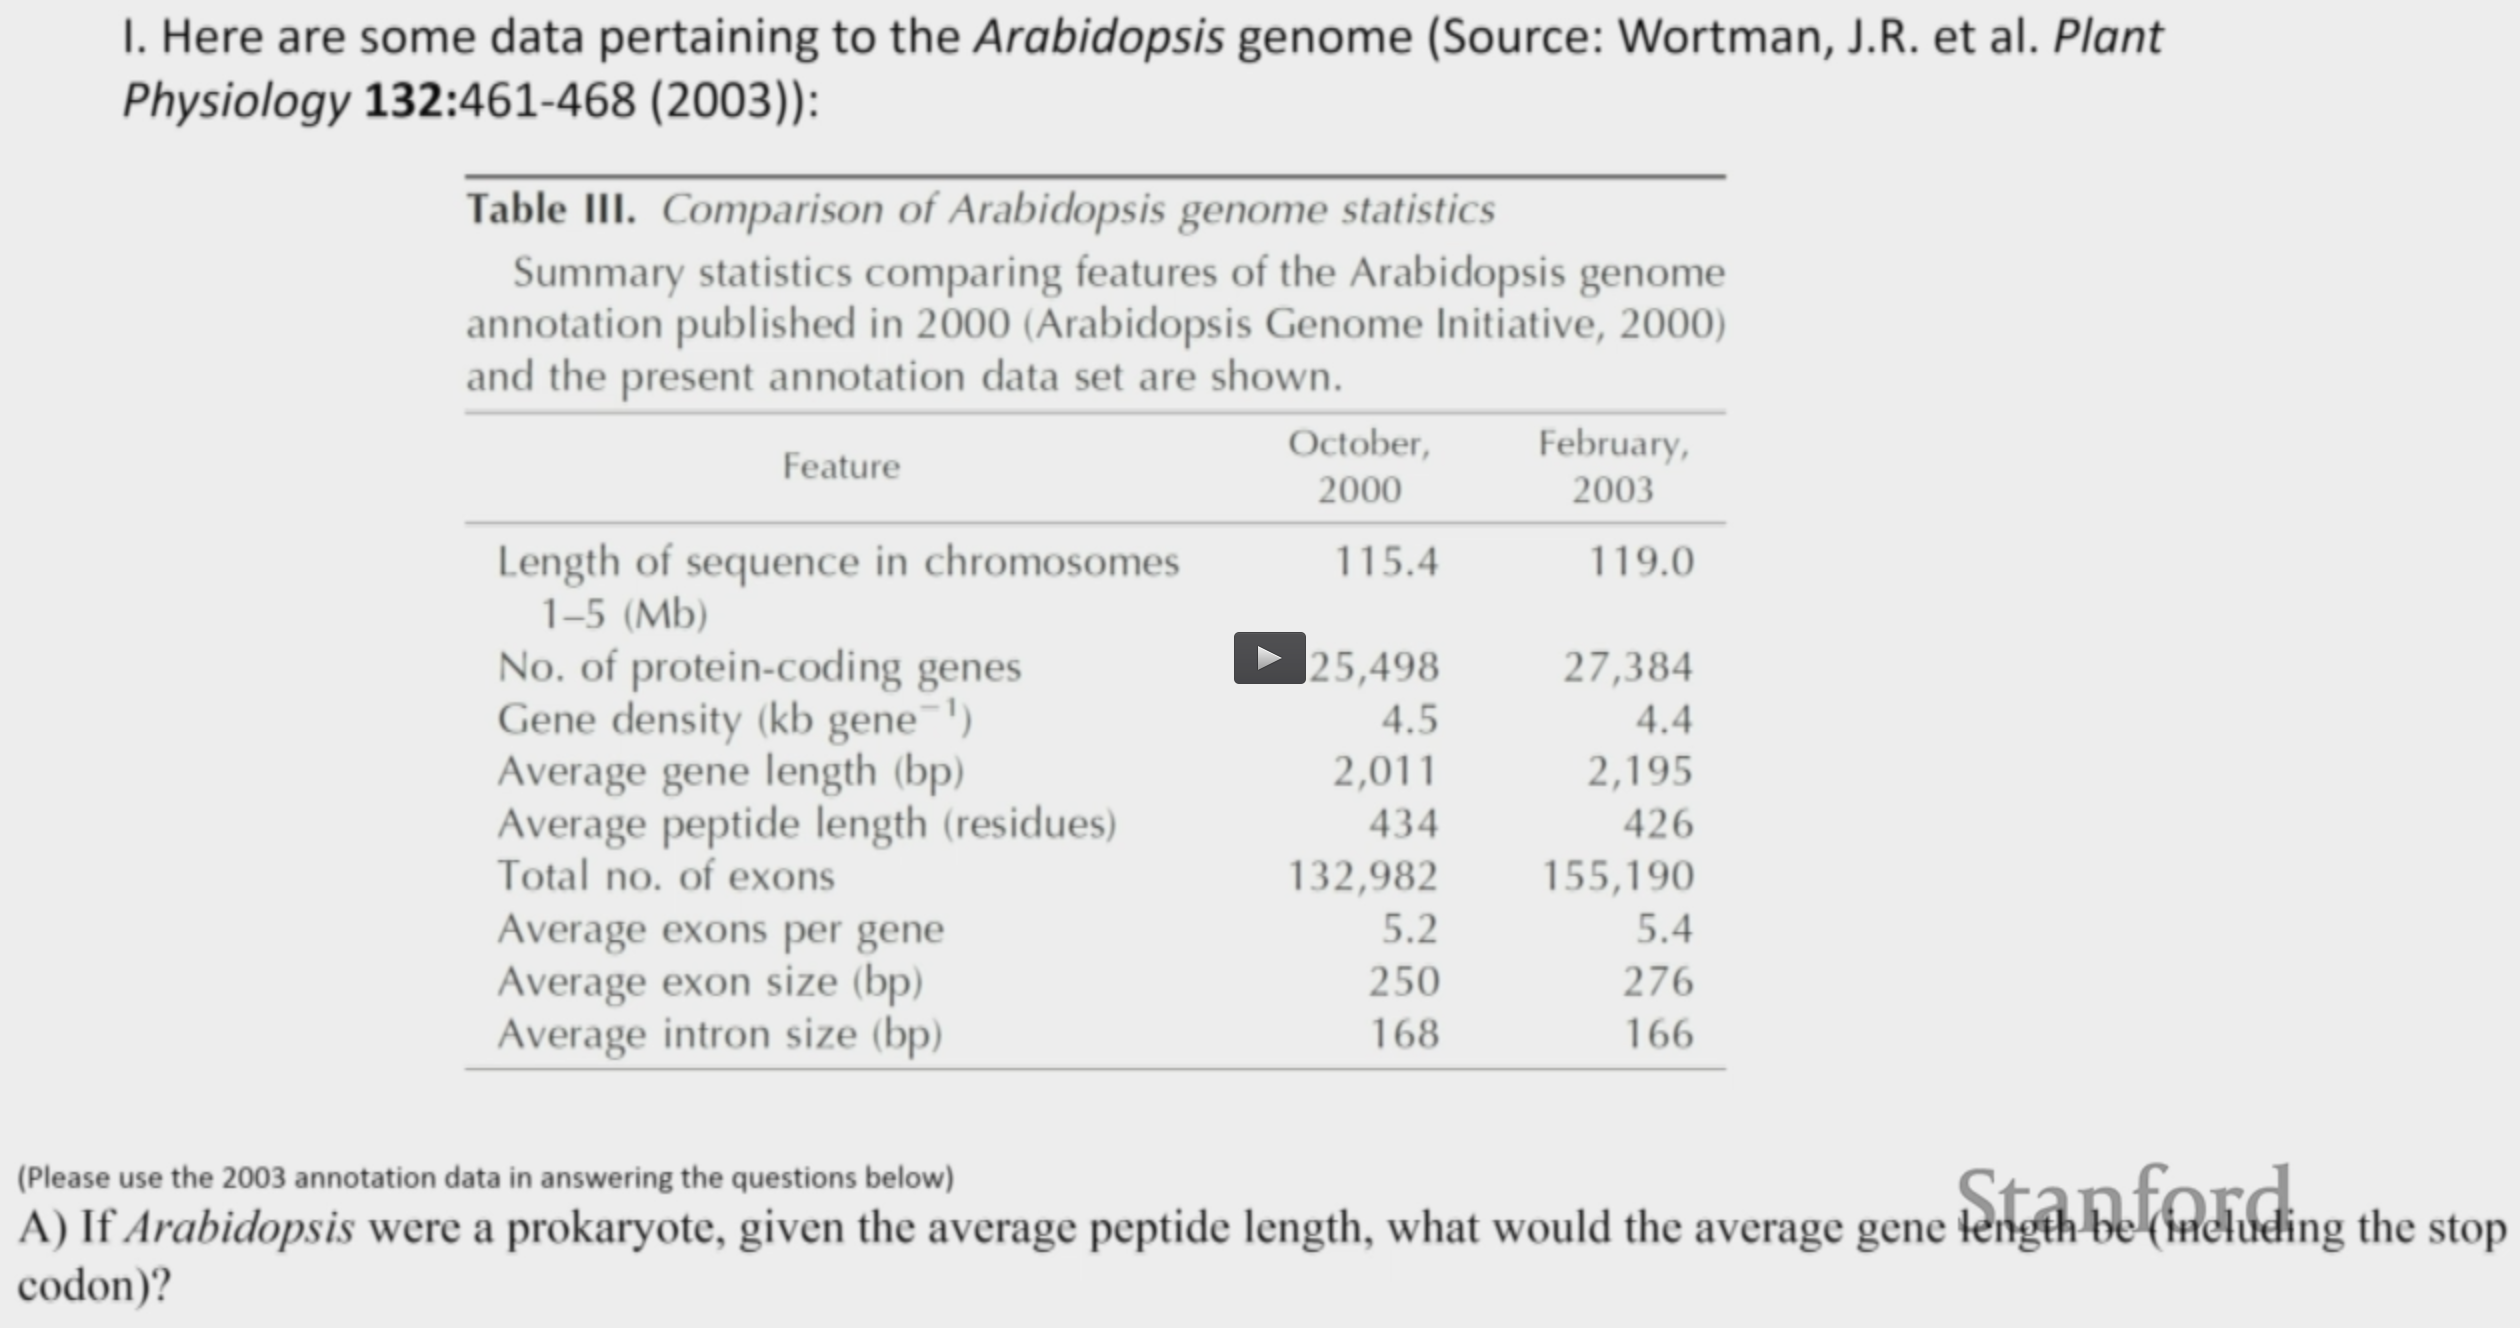 I. Here are some data pertaining to the Arabidopsis genome (Source: Wortman, J.R. et al. Plant
Physiology 132:461-468 (2003)):
Table III. Comparison of Arabidopsis genome statistics
Summary statistics comparing features of the Arabidopsis genome
annotation published in 2000 (Arabidopsis Genome Initiative, 2000)
and the present annotation data set are shown.
Feature October, 2000 February, 2003
Length of sequence in chromosomes 115.4 119.0
1–5 (Mb)
No. of protein-coding genes 25,498 27,384
Gene density (kb gene⁻¹) 4.5 4.4
Average gene length (bp) 2,011 2,195
Average peptide length (residues) 434 426
Total no. of exons 132,982 155,190
Average exons per gene 5.2 5.4
Average exon size (bp) 250 276
Average intron size (bp) 168 166
(Please use the 2003 annotation data in answering the questions below)
Stanford
A) If Arabidopsis were a prokaryote, given the average peptide length, what would the average gene length be (including the stop
codon)?